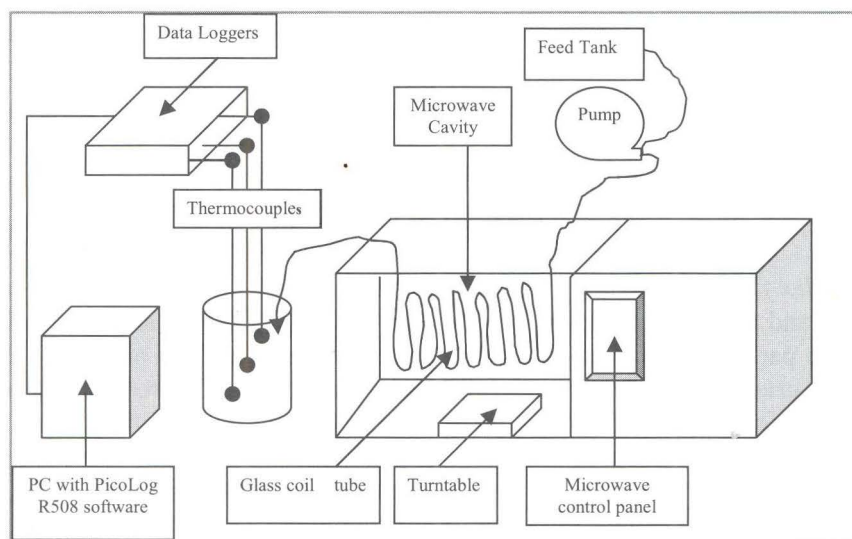 Data Loggers
Feed Tank
Microwave
Cavity
Pump
Thermocouples
PC with PicoLog
R508 software
Glass coil tube
Turntable
Microwave
control panel